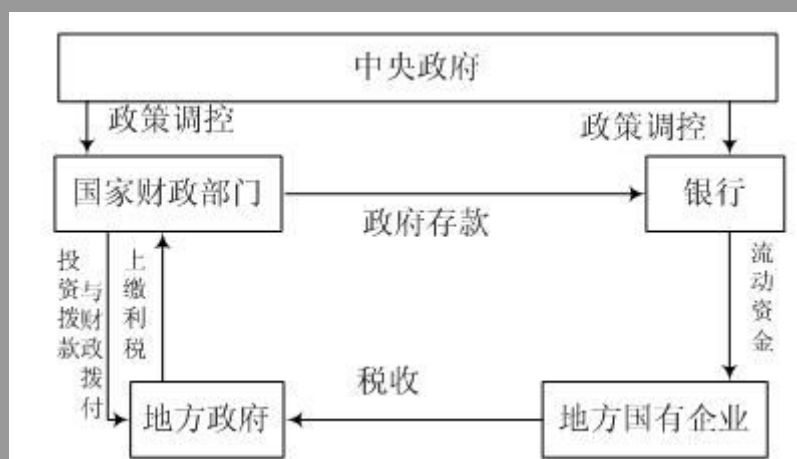 中央政府
政策调控
政策调控
国家财政部门
银行
政府存款
投资拨款
与财政拨付
上缴利税
流动资金
税收
地方政府
地方国有企业